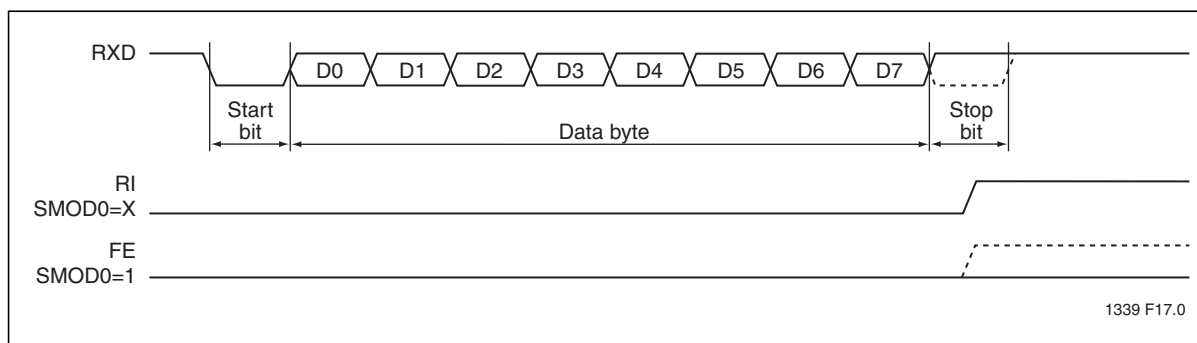 RXD
D0 D1 D2 D3 D4 D5 D6 D7
Start
bit
Data byte
Stop
bit
RI
SMOD0=X
FE
SMOD0=1
1339 F17.0